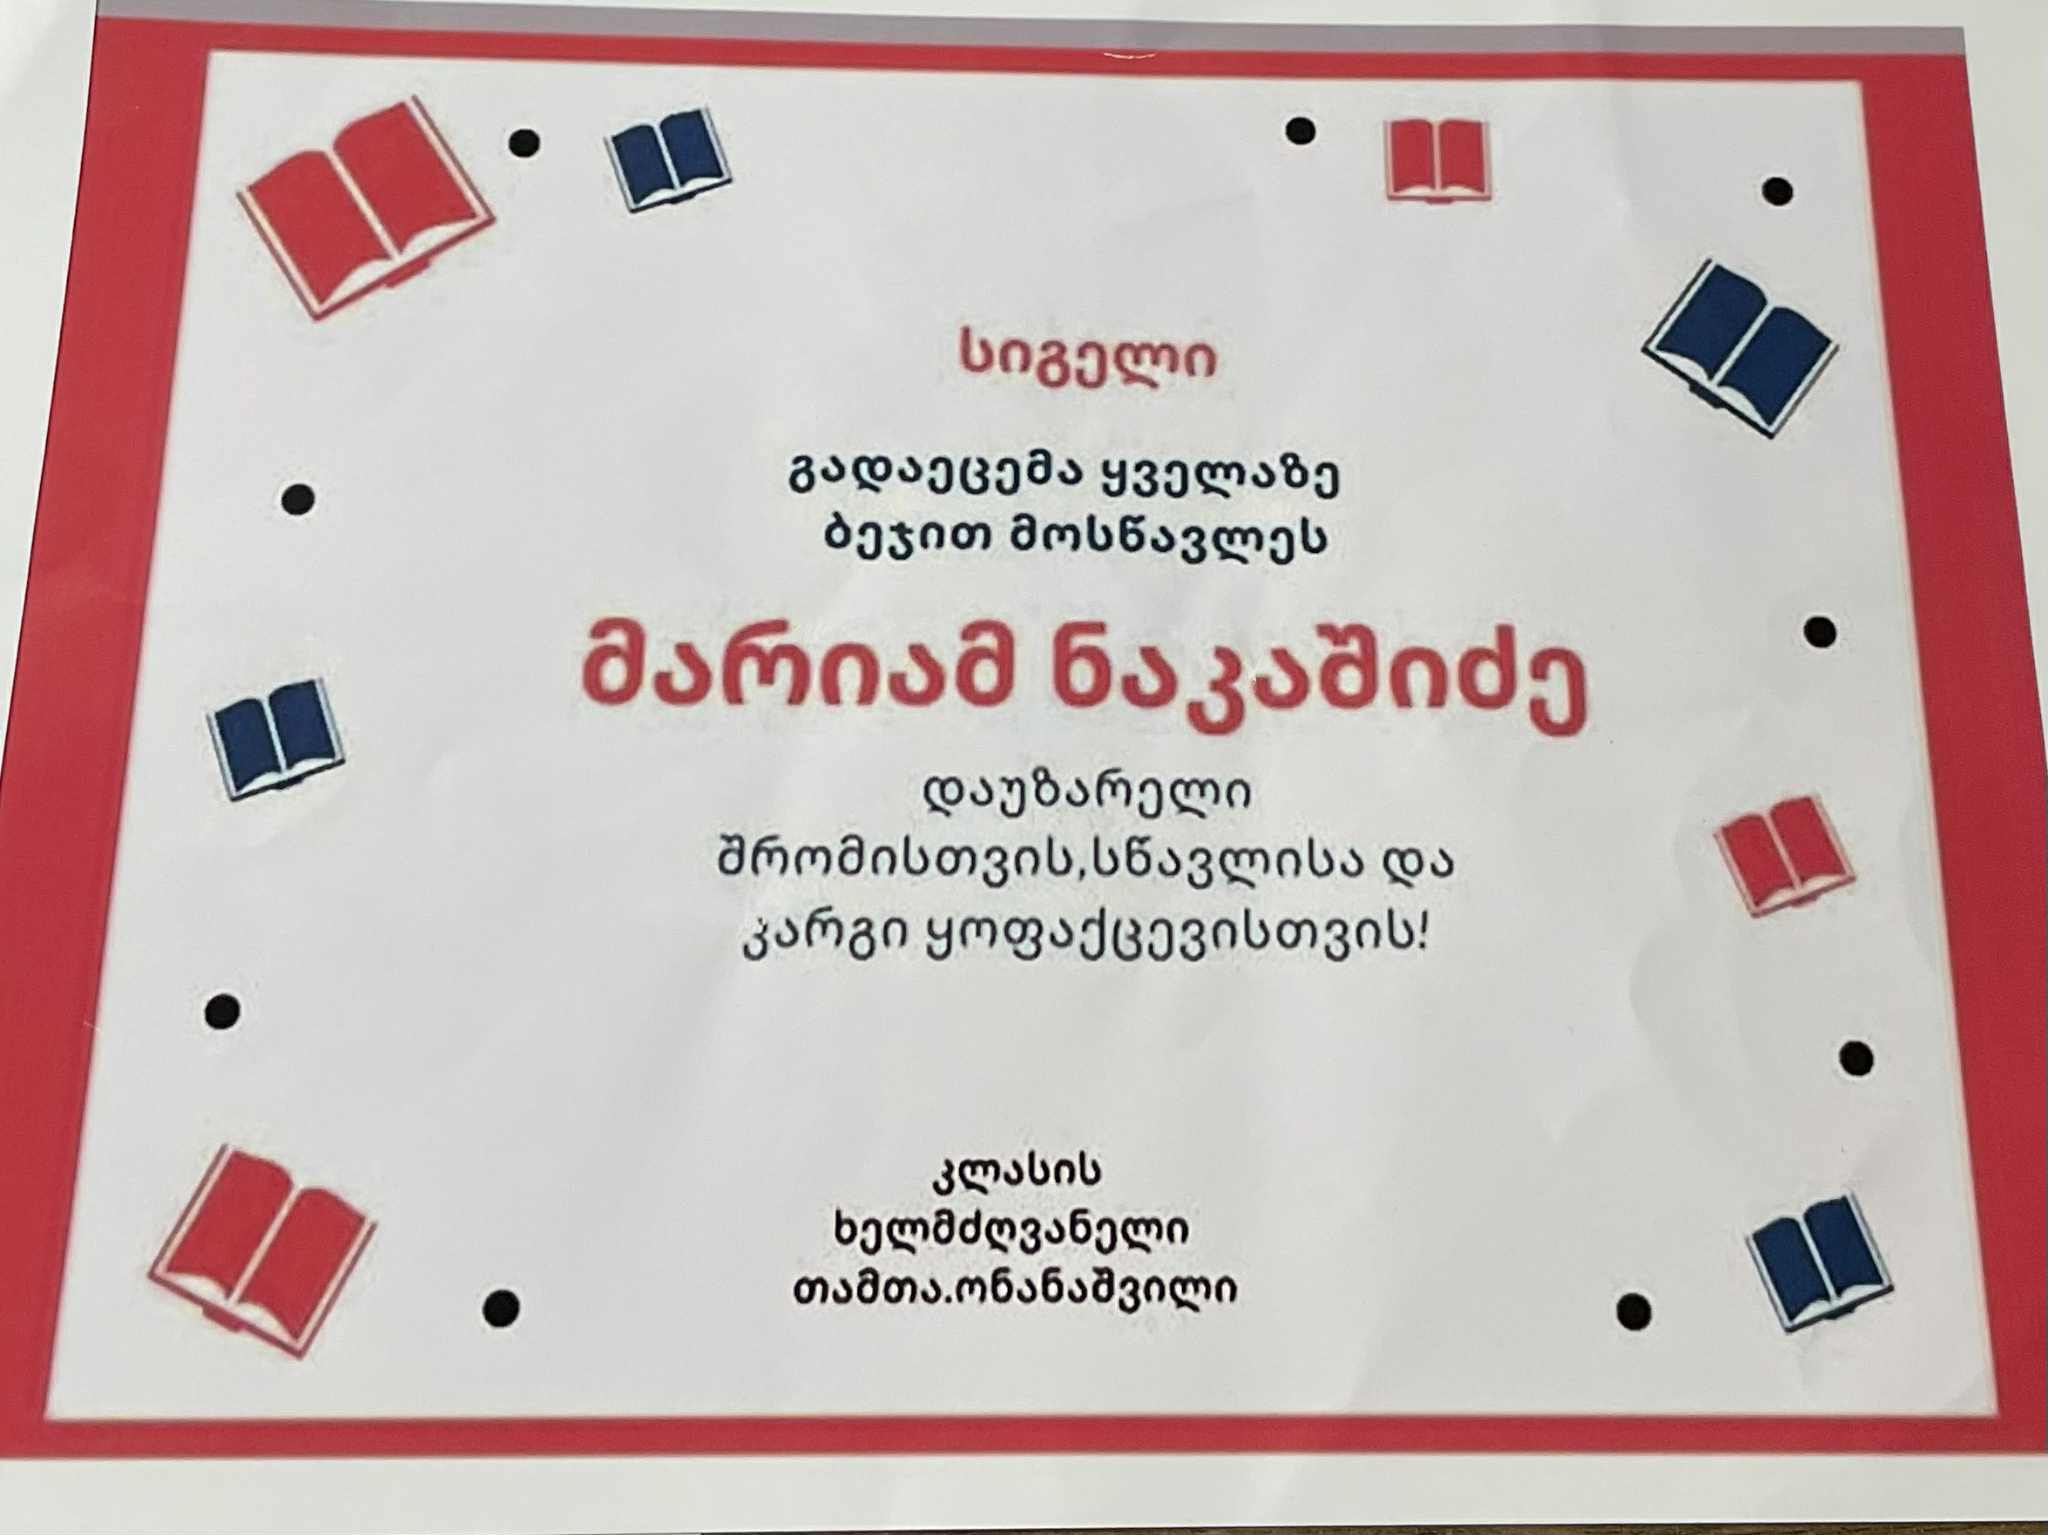 სიგელი
გადაეცემა ყველაზე
ბეჯით მოსწავლეს
მარიამ ნაკაშიძე
დაუზარელი
შრომისთვის,სწავლისა და
კარგი ყოფაქცევისთვის!
კლასის
ხელმძღვანელი
თამთა.ონანაშვილი